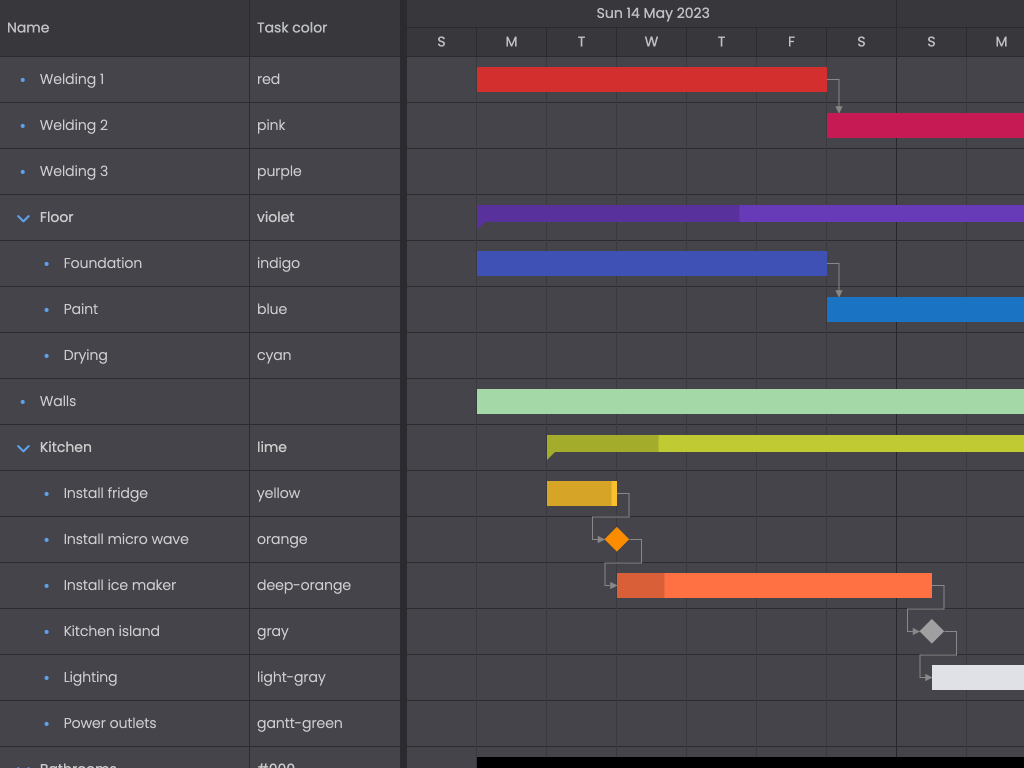 Name Task color Sun 14 May 2023
S M T W T F S S M
Welding 1 red
Welding 2 pink
Welding 3 purple
Floor violet
Foundation indigo
Paint blue
Drying cyan
Walls
Kitchen lime
Install fridge yellow
Install micro wave orange
Install ice maker deep-orange
Kitchen island gray
Lighting light-gray
Power outlets gantt-green
Bathrooms #000